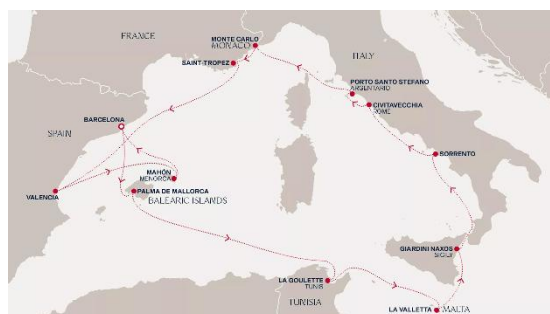 FRANCE
MONTE CARLO
MONACO
SAINT-TROPEZ
ITALY
PORTO SANTO STEFANO
ARGENTARIO
CIVITAVECCHIA
ROME
BARCELONA
SPAIN
SORRENTO
MAHÓN
MENORCA
VALENCIA
PALMA DE MALLORCA
BALEARIC ISLANDS
GIARDINI NAXOS
SICILY
LA GOULETTE
TUNIS
TUNISIA
LA VALLETTA
MALTA